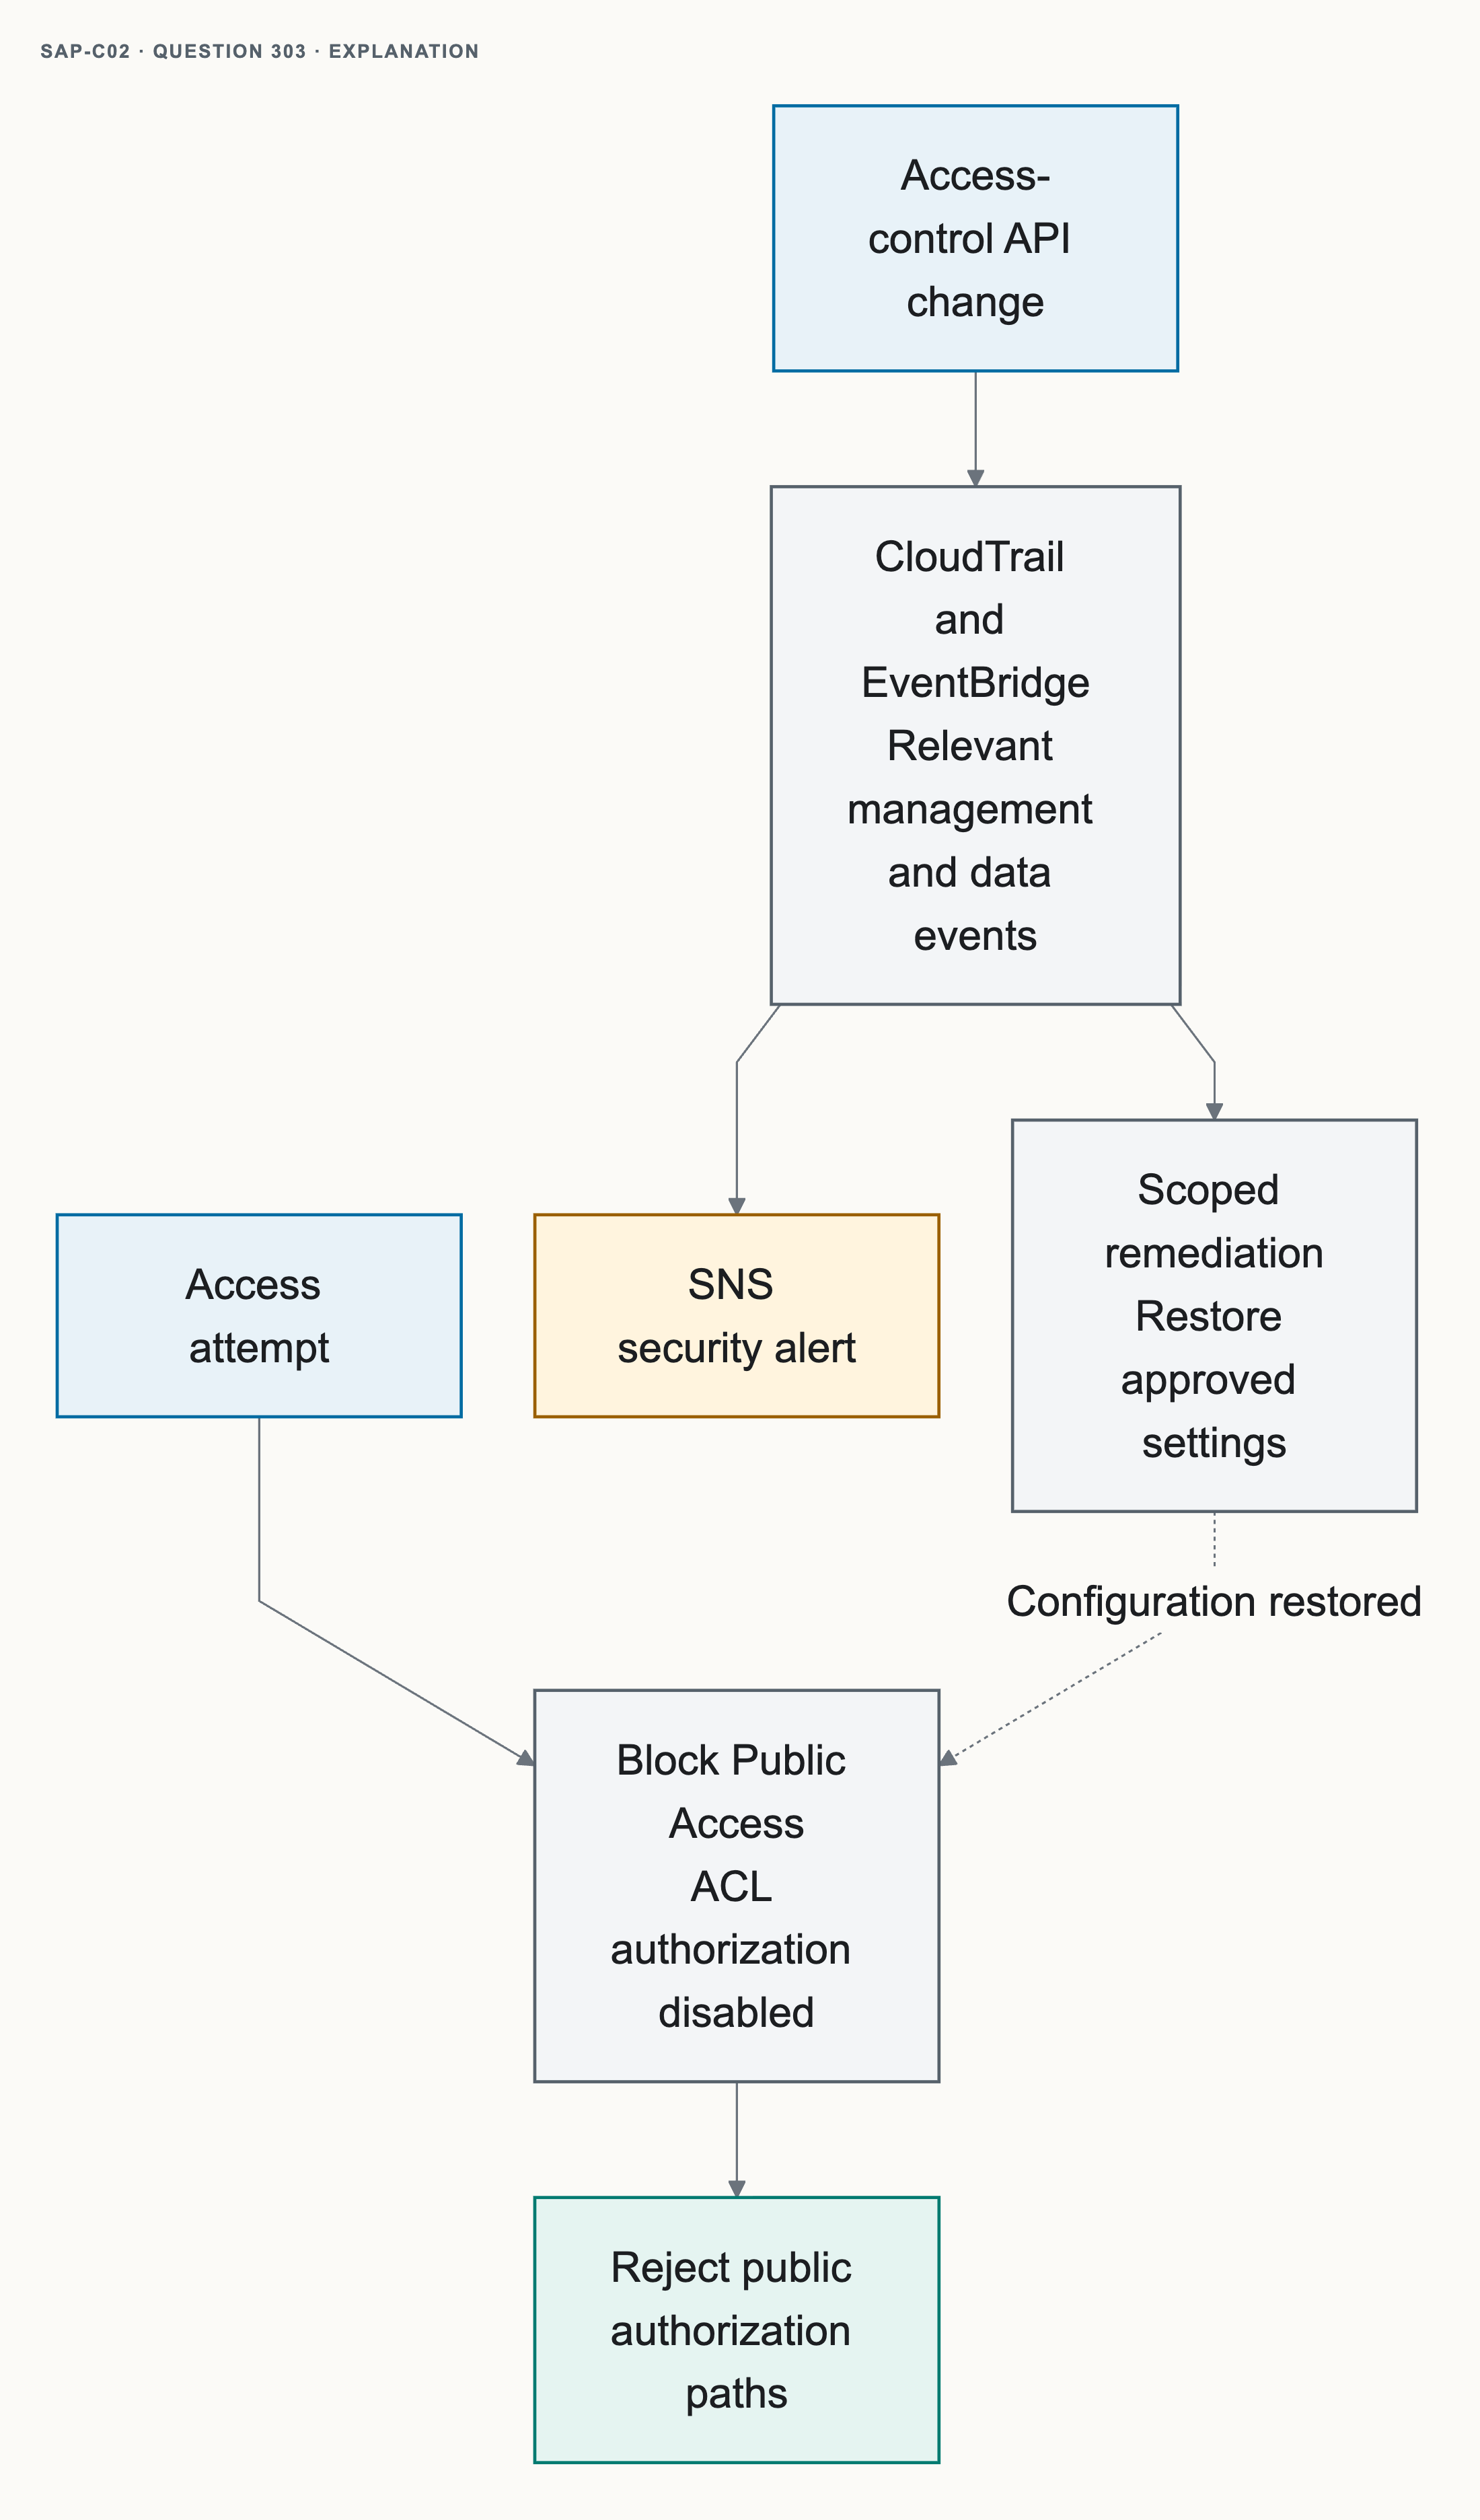 SAP-C02 · QUESTION 303 · EXPLANATION
Access-
control API
change
CloudTrail
and
EventBridge
Relevant
management
and data
events
Access
attempt
SNS
security alert
Scoped
remediation
Restore
approved
settings
Configuration restored
Block Public
Access
ACL
authorization
disabled
Reject public
authorization
paths